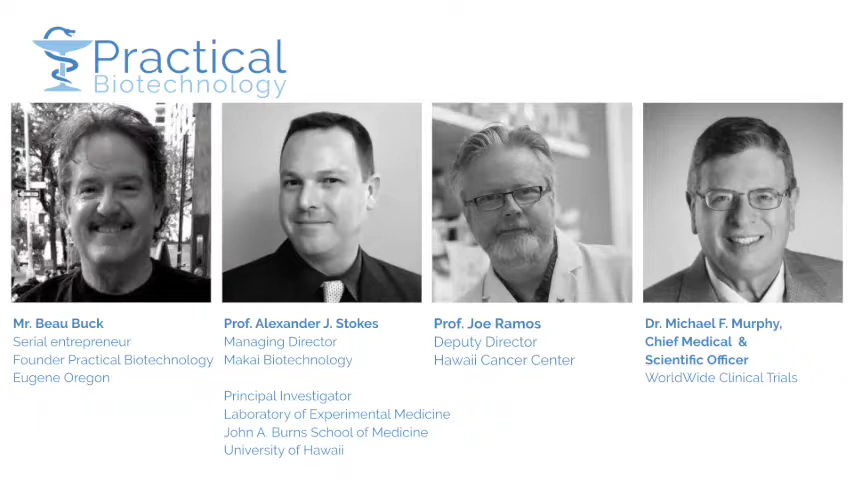 Practical
Biotechnology
Mr. Beau Buck
Serial entrepreneur
Founder Practical Biotechnology
Eugene Oregon
Prof. Alexander J. Stokes
Managing Director
Makai Biotechnology
Principal Investigator
Laboratory of Experimental Medicine
John A. Burns School of Medicine
University of Hawaii
Prof. Joe Ramos
Deputy Director
Hawaii Cancer Center
Dr. Michael F. Murphy,
Chief Medical &
Scientific Officer
WorldWide Clinical Trials